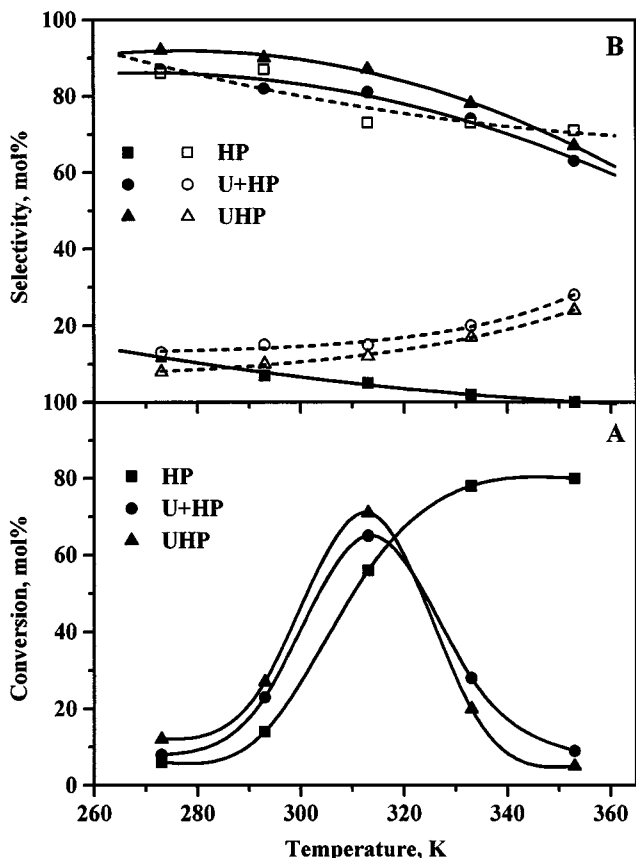 B
100
80
60
40
20
Selectivity, mol%
HP
U+HP
UHP
100
A
80
60
40
20
0
Conversion, mol%
HP
U+HP
UHP
260 280 300 320 340 360
Temperature, K